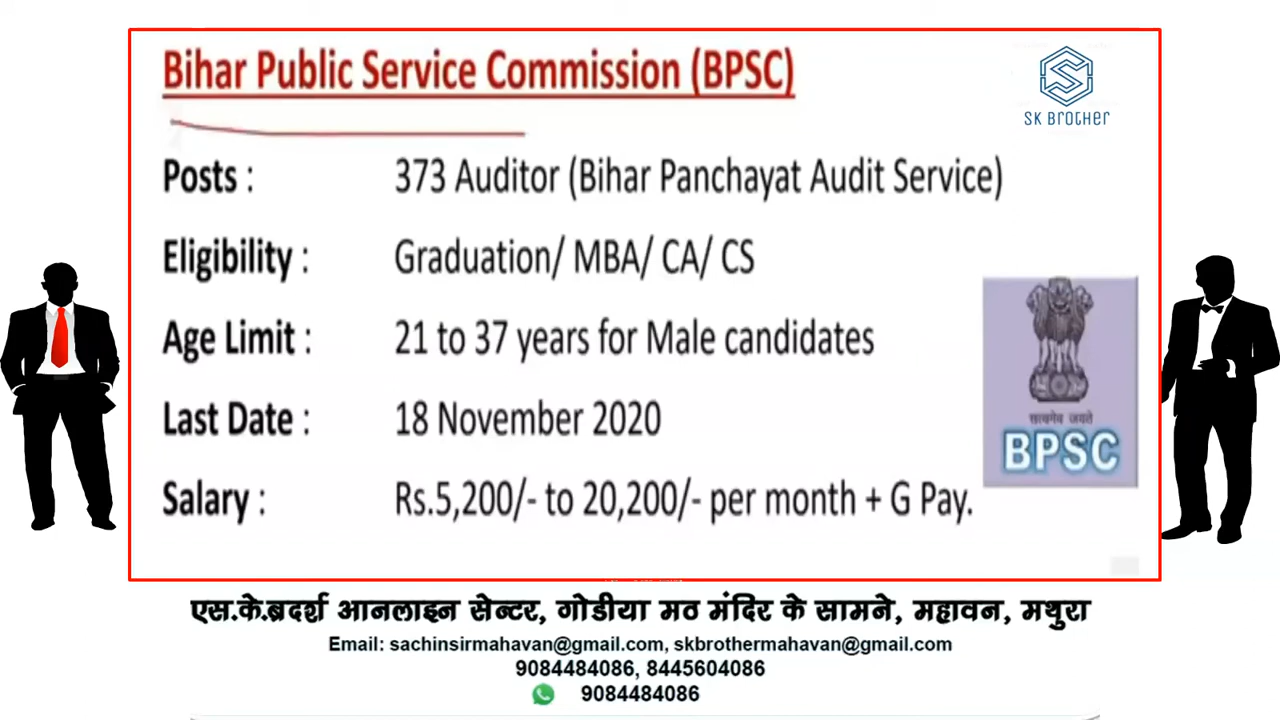 Bihar Public Service Commission (BPSC)
SK BrOTHer
Posts : 373 Auditor (Bihar Panchayat Audit Service)
Eligibility : Graduation/ MBA/ CA/ CS
Age Limit : 21 to 37 years for Male candidates
Last Date : 18 November 2020
Salary : Rs.5,200/- to 20,200/- per month + G Pay.
सत्यमेव जयते
BPSC
एस.के.ब्रदर्श आनलाइन सेन्टर, गोडीया मठ मंदिर के सामने, महावन, मथुरा
Email: sachinsirmahavan@gmail.com, skbrothermahavan@gmail.com
9084484086, 8445604086
9084484086